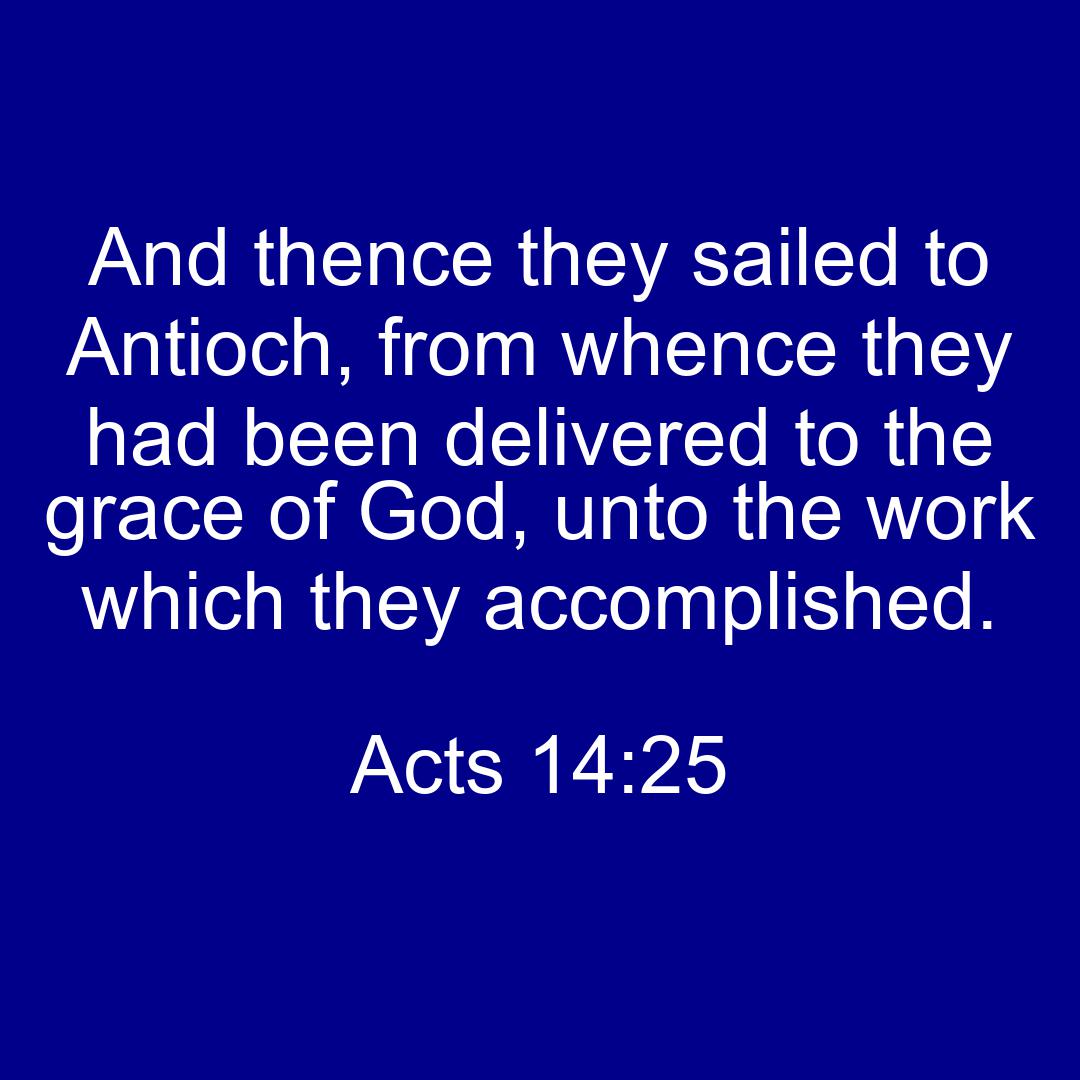 And thence they sailed to
Antioch, from whence they
had been delivered to the
grace of God, unto the work
which they accomplished.
Acts 14:25